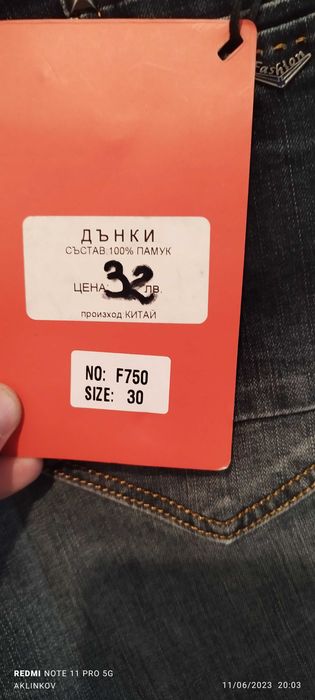 Fashion
ДЪНКИ
СЪСТАВ:100% ПАМУК
ЦЕНА: 32 ЛВ.
произход:КИТАЙ
NO: F750
SIZE: 30
REDMI NOTE 11 PRO 5G
AKLINKOV
11/06/2023 20:03